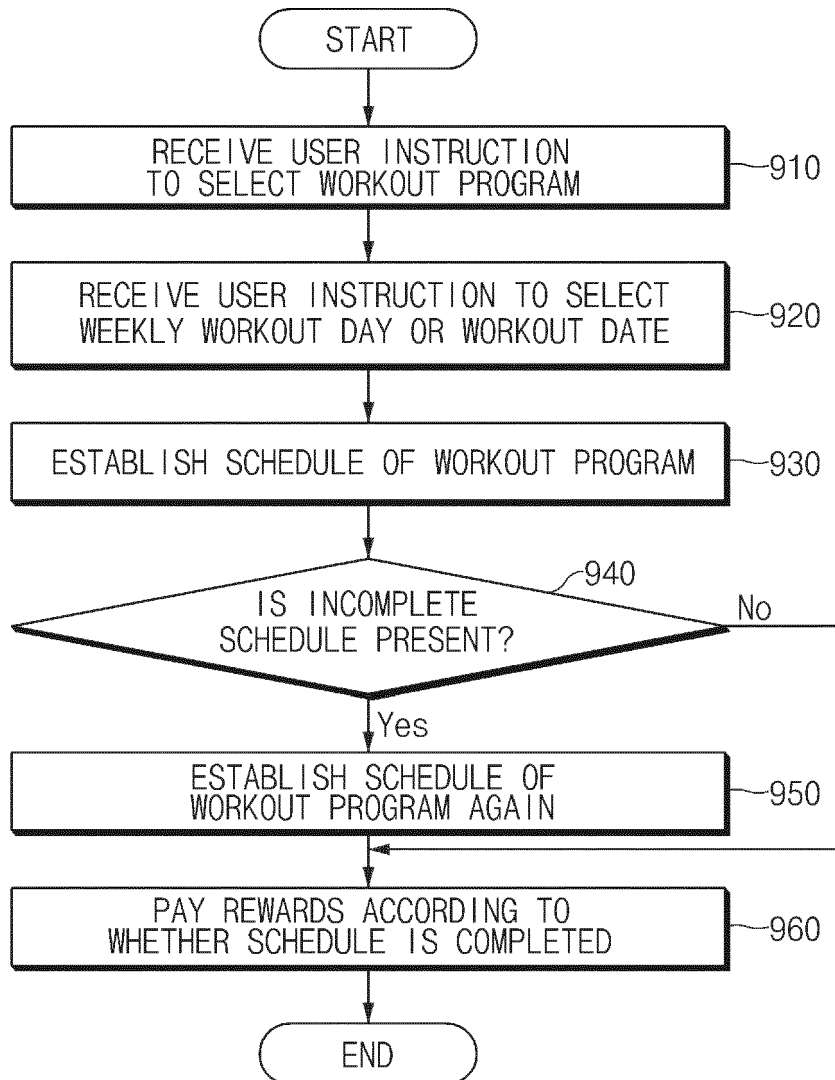 START
RECEIVE USER INSTRUCTION
TO SELECT WORKOUT PROGRAM
910
RECEIVE USER INSTRUCTION TO SELECT
WEEKLY WORKOUT DAY OR WORKOUT DATE
920
ESTABLISH SCHEDULE OF WORKOUT PROGRAM
930
940
IS INCOMPLETE
SCHEDULE PRESENT?
No
Yes
ESTABLISH SCHEDULE OF
WORKOUT PROGRAM AGAIN
950
PAY REWARDS ACCORDING TO
WHETHER SCHEDULE IS COMPLETED
960
END